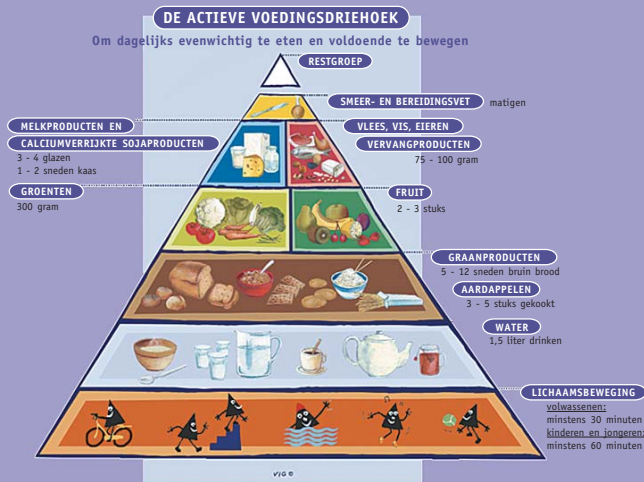 DE ACTIEVE VOEDINGSDRIEHOEK
Om dagelijks evenwichtig te eten en voldoende te bewegen
RESTGROEP
SMEER- EN BEREIDINGSVET matigen
MELKPRODUCTEN EN
CALCIUMVERRIJKTE SOJAPRODUCTEN
3 - 4 glazen
1 - 2 sneden kaas
VLEES, VIS, EIEREN
VERVANGPRODUCTEN
75 - 100 gram
GROENTEN
300 gram
FRUIT
2 - 3 stuks
GRAANPRODUCTEN
5 - 12 sneden bruin brood
AARDAPPELEN
3 - 5 stuks gekookt
WATER
1,5 liter drinken
LICHAAMSBEWEGING
volwassenen:
minstens 30 minuten
kinderen en jongeren:
minstens 60 minuten
VIG ©